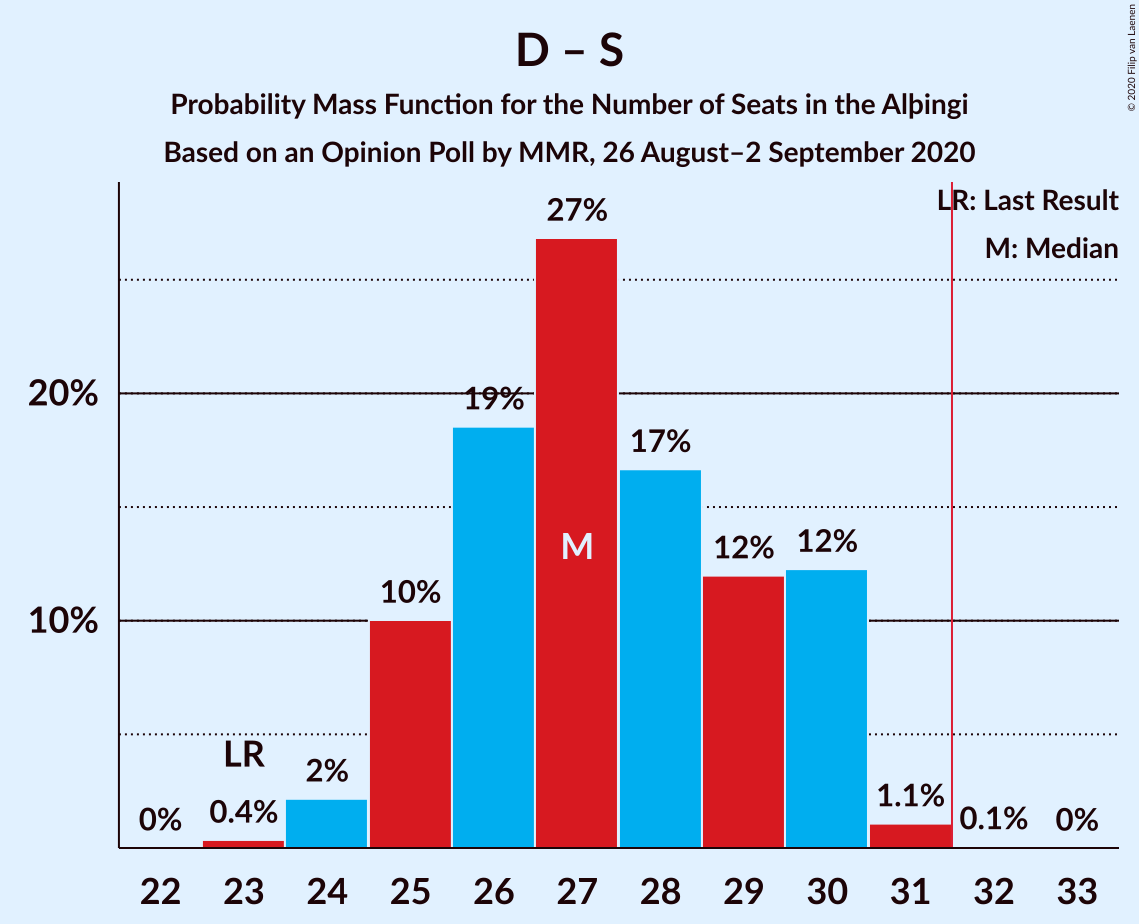 D – S
Probability Mass Function for the Number of Seats in the Alþingi
Based on an Opinion Poll by MMR, 26 August–2 September 2020
© 2020 Filip van Laenen
LR: Last Result
M: Median
20%
10%
0%
LR
0.4%
2%
10%
19%
27%
M
17%
12%
12%
1.1%
0.1%
0%
22 23 24 25 26 27 28 29 30 31 32 33